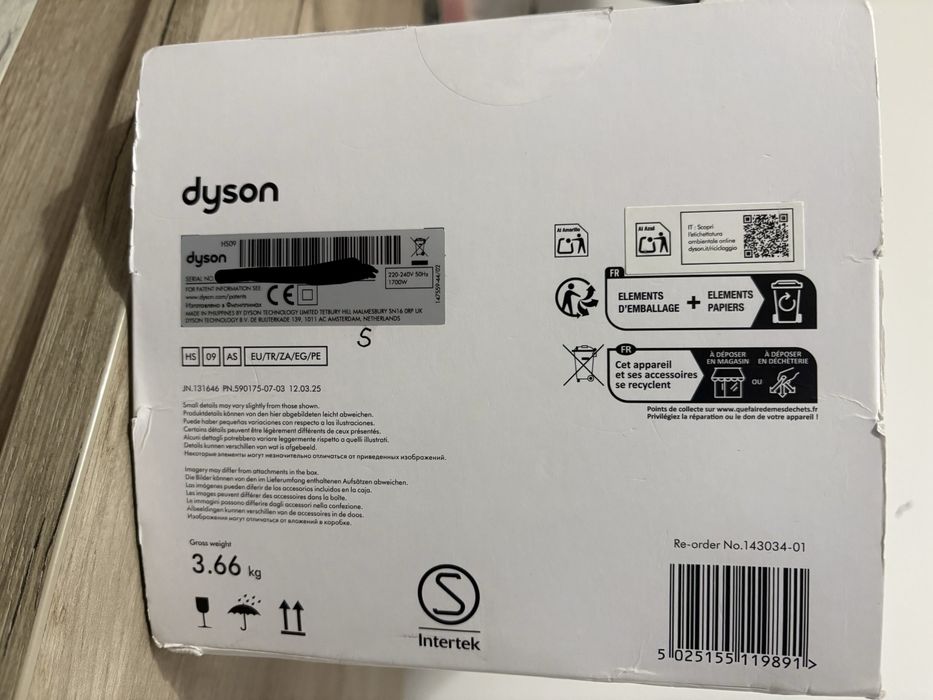 dyson
HS09
dyson
SERIAL NO:
220-240V 50Hz
1700W
FOR PATENT INFORMATION SEE
www.dyson.com/patents
Изготовлено в Филиппинах
CE
MADE IN PHILIPPINES BY DYSON TECHNOLOGY LIMITED TETBURY HILL MALMESBURY SN16 0RP UK
DYSON TECHNOLOGY B.V. DE RUIJTERKADE 139, 1011 AC AMSTERDAM, NETHERLANDS
147559-44/02
S
HS 09 AS EU/TR/ZA/EG/PE
JN.131646 PN.590175-07-03 12.03.25
Small details may vary slightly from those shown.
Produktdetails können von den hier abgebildeten leicht abweichen.
Puede haber pequeñas variaciones con respecto a las ilustraciones.
Certains détails peuvent être légèrement différents de ceux présentés.
Alcuni dettagli potrebbero variare leggermente rispetto a quelli illustrati.
Details kunnen verschillen van wat is afgebeeld.
Некоторые элементы могут незначительно отличаться от приведенных изображений.
Imagery may differ from attachments in the box.
Die Bilder können von den im Lieferumfang enthaltenen Aufsätzen abweichen.
Las imágenes pueden diferir de los accesorios incluidos en la caja.
Les images peuvent différer des accessoires dans la boîte.
Le immagini possono differire dagli accessori nella confezione.
Afbeeldingen kunnen verschillen van de accessoires in de doos.
Изображения могут отличаться от вложений в коробке.
Gross weight
3.66 kg
S
Intertek
Al Amarillo
Al Azul
IT : Scopri
l'etichettatura
ambientale online
dyson.it/riciclaggio
FR
ELEMENTS
D'EMBALLAGE
+
ELEMENTS
PAPIERS
FR
Cet appareil
et ses accessoires
se recyclent
À DÉPOSER
EN MAGASIN
OU
À DÉPOSER
EN DÉCHÈTERIE
Points de collecte sur www.quefairedemesdechets.fr
Privilégiez la réparation ou le don de votre appareil !
Re-order No.143034-01
5 025155 119891 >